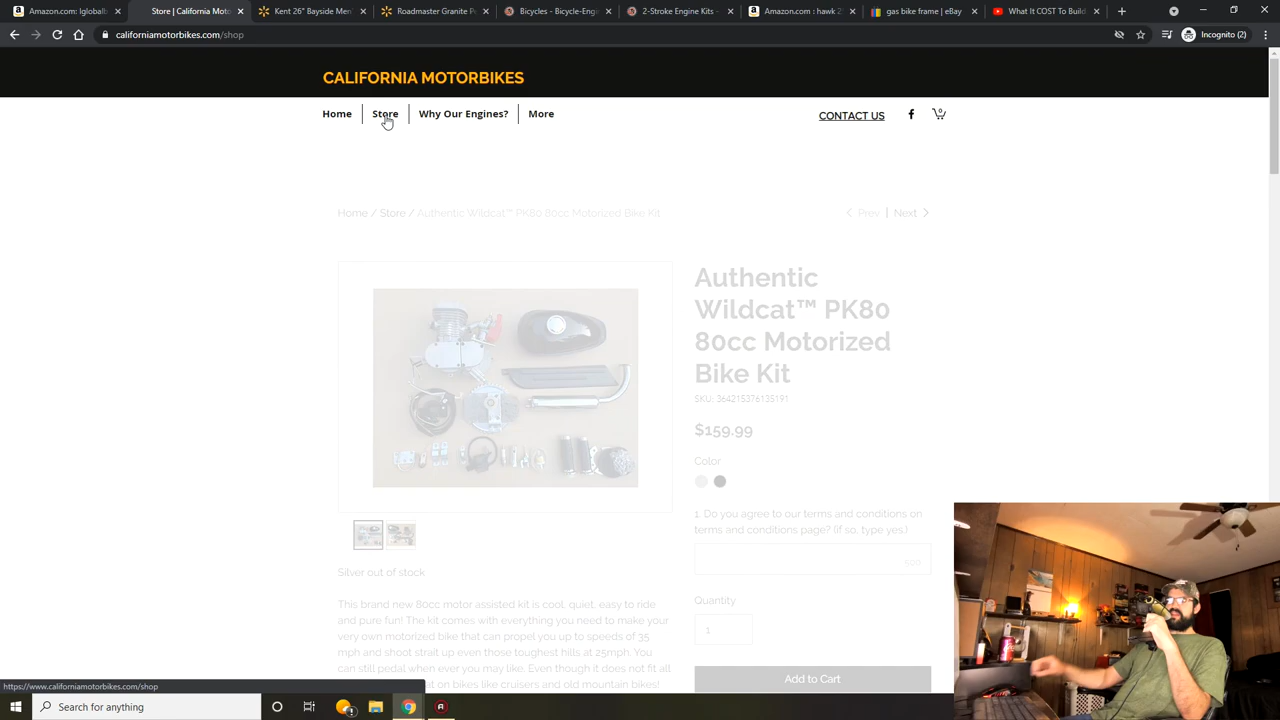 Amazon.com: Iglobalb
Store | California Moto
Kent 26" Bayside Men
Roadmaster Granite P
Bicycles - Bicycle-Engi
2-Stroke Engine Kits -
Amazon.com : hawk 2
gas bike frame | eBay
What It COST To Build
californiamotorbikes.com/shop
Incognito (2)
CALIFORNIA MOTORBIKES
Home
Store
Why Our Engines?
More
CONTACT US
0
Home / Store / Authentic Wildcat™ PK80 80cc Motorized Bike Kit
Prev | Next
Authentic
Wildcat™ PK80
80cc Motorized
Bike Kit
SKU: 364215376135191
$159.99
Color
1. Do you agree to our terms and conditions on
terms and conditions page? (if so, type yes.)
500
Quantity
1
Add to Cart
Silver out of stock
This brand new 80cc motor assisted kit is cool, quiet, easy to ride
and pure fun! The kit comes with everything you need to make your
very own motorized bike that can propel you up to speeds of 35
mph and shoot strait up even those toughest hills at 25mph. You
can still pedal when ever you may like. Even though it does not fit all
at on bikes like cruisers and old mountain bikes!
https://www.californiamotorbikes.com/shop
Search for anything